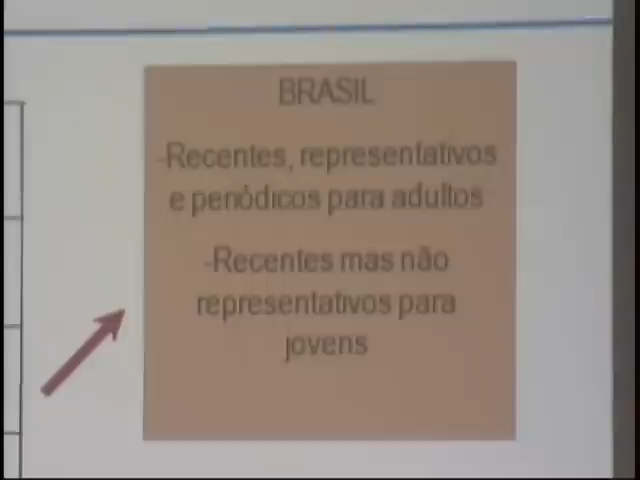 BRASIL
-Recentes, representativos
e periódicos para adultos
-Recentes mas não
representativos para
jovens